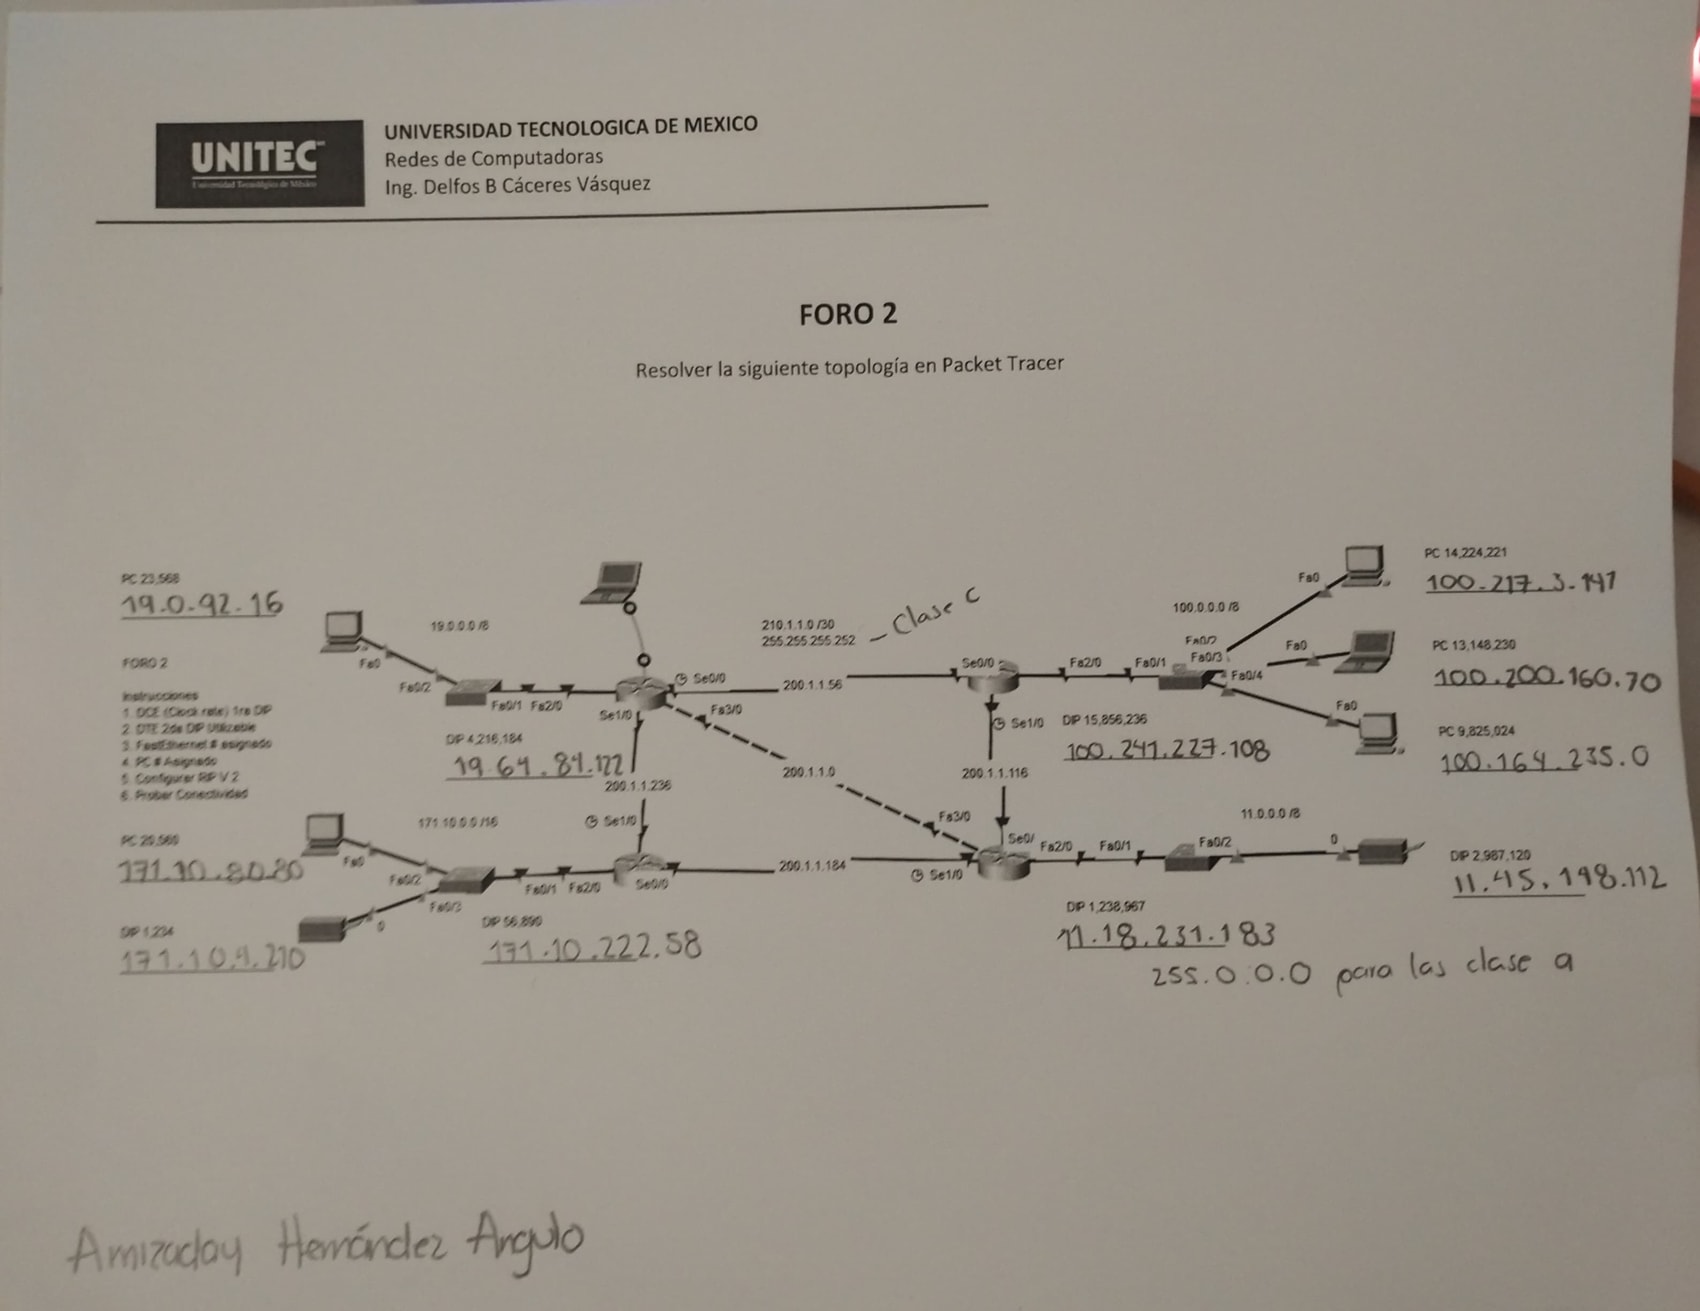 UNITEC
Universidad Tecnológica de México
UNIVERSIDAD TECNOLOGICA DE MEXICO
Redes de Computadoras
Ing. Delfos B Cáceres Vásquez
FORO 2
Resolver la siguiente topología en Packet Tracer
PC 23,568
19.0.92.16
FORO 2
Instrucciones
1. DCE (Clock rate) 1ra DIP
2. DTE 2da DIP Utilizable
3. FastEthernet # asignado
4. PC # Asignado
5. Configurar RIP V 2
6. Probar Conectividad
19.0.0.0 /8
Fa0
Fa0/2
Fa0/1
Fa2/0
Se0/0
Se1/0
Fa3/0
DIP 4,216,184
19.64.84.122
210.1.1.0 /30
255.255.255.252
Clase C
200.1.1.56
Se0/0
Fa2/0
Fa0/1
Fa0/2
Fa0/3
Fa0/4
100.0.0.0 /8
Fa0
Fa0
Fa0
PC 14,224,221
100.217.3.141
PC 13,148,230
100.200.160.70
PC 9,825,024
100.164.235.0
Se1/0
DIP 15,856,236
100.241.227.108
200.1.1.236
200.1.1.0
200.1.1.116
PC 20,560
171.10.80.80
DIP 1,234
171.10.4.210
171.10.0.0 /16
Fa0
Fa0/2
Fa0/3
0
Fa0/1
Fa2/0
Se1/0
Se0/0
DIP 56,890
171.10.222.58
200.1.1.184
Fa3/0
Se0/
Se1/0
Fa2/0
Fa0/1
Fa0/2
11.0.0.0 /8
0
DIP 2,987,120
11.45.148.112
DIP 1,238,967
11.18.231.183
255.0.0.0 para las clase a
Amizaday Hernández Angulo